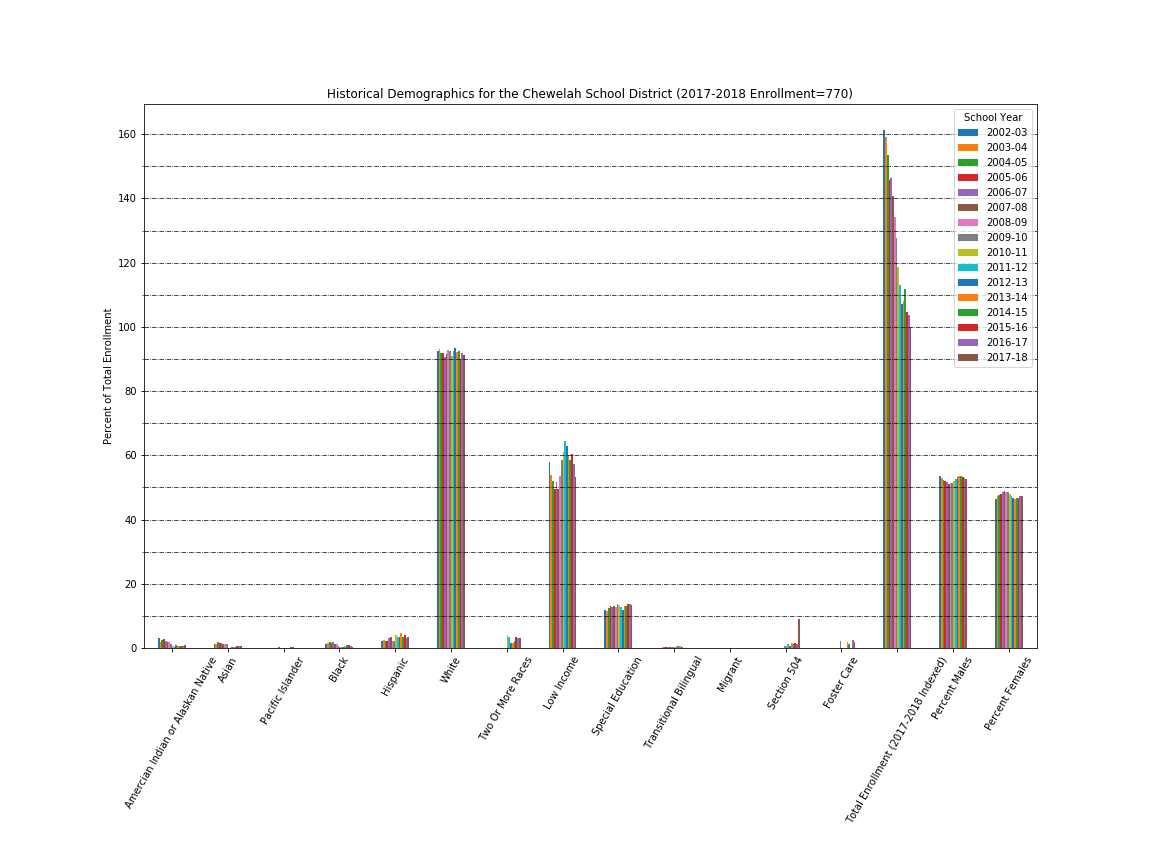 Historical Demographics for the Chewelah School District (2017-2018 Enrollment=770)
Percent of Total Enrollment
160
140
120
100
80
60
40
20
0
School Year
2002-03
2003-04
2004-05
2005-06
2006-07
2007-08
2008-09
2009-10
2010-11
2011-12
2012-13
2013-14
2014-15
2015-16
2016-17
2017-18
Amercian Indian or Alaskan Native
Asian
Pacific Islander
Black
Hispanic
White
Two Or More Races
Low Income
Special Education
Transitional Bilingual
Migrant
Section 504
Foster Care
Total Enrollment (2017-2018 Indexed)
Percent Males
Percent Females